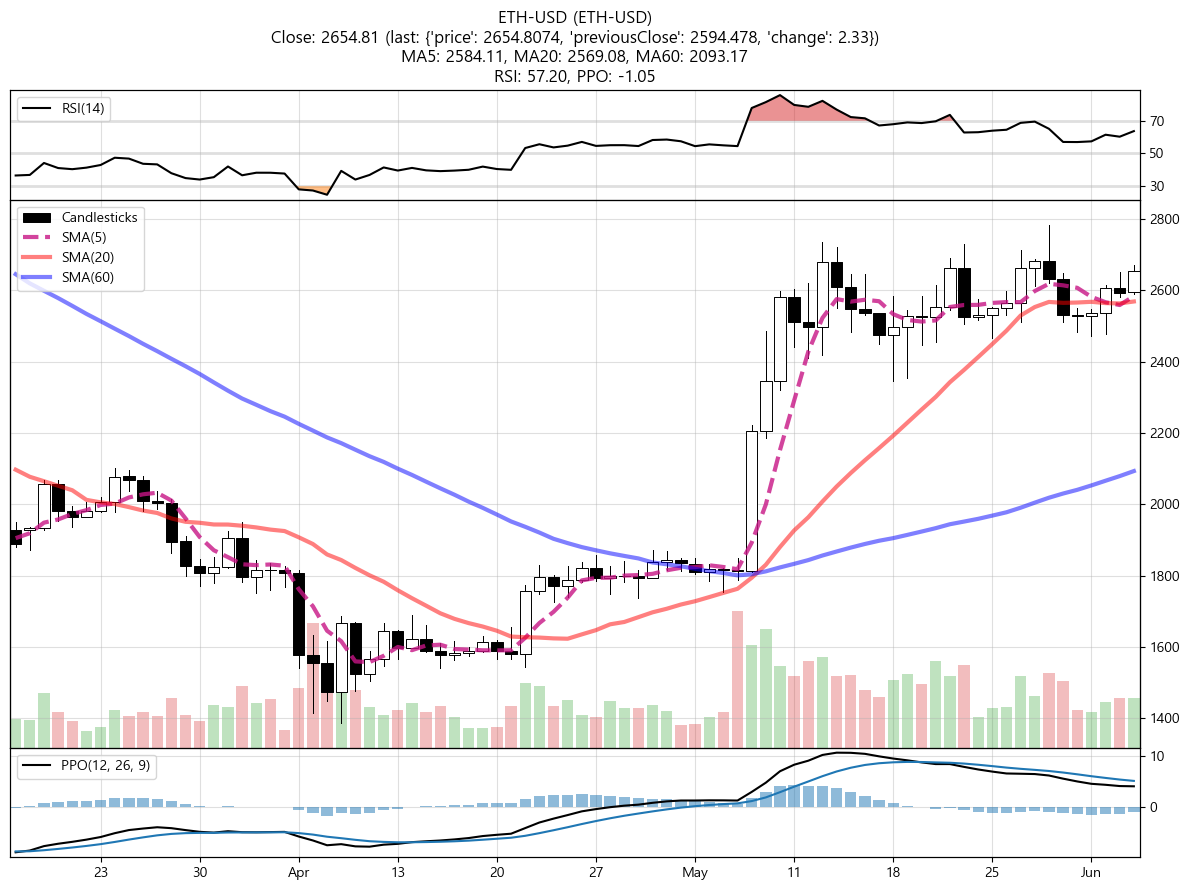 ETH-USD (ETH-USD)
Close: 2654.81 (last: {'price': 2654.8074, 'previousClose': 2594.478, 'change': 2.33})
MA5: 2584.11, MA20: 2569.08, MA60: 2093.17
RSI: 57.20, PPO: -1.05
RSI(14)
70
50
30
Candlesticks
SMA(5)
SMA(20)
SMA(60)
2800
2600
2400
2200
2000
1800
1600
1400
PPO(12, 26, 9)
10
0
23 30 Apr 13 20 27 May 11 18 25 Jun